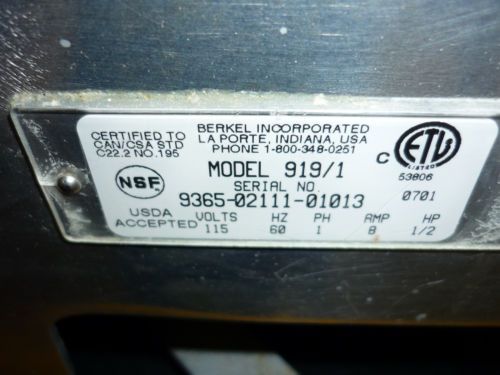 BERKEL INCORPORATED
LA PORTE, INDIANA, USA
PHONE 1-800-348-0251
CERTIFIED TO
CAN/CSA STD
C22.2 NO.195
NSF
USDA
ACCEPTED
MODEL 919/1
SERIAL NO.
9365-02111-01013
C ETL
LISTED
53806
0701
VOLTS HZ PH AMP HP
115 60 1 8 1/2